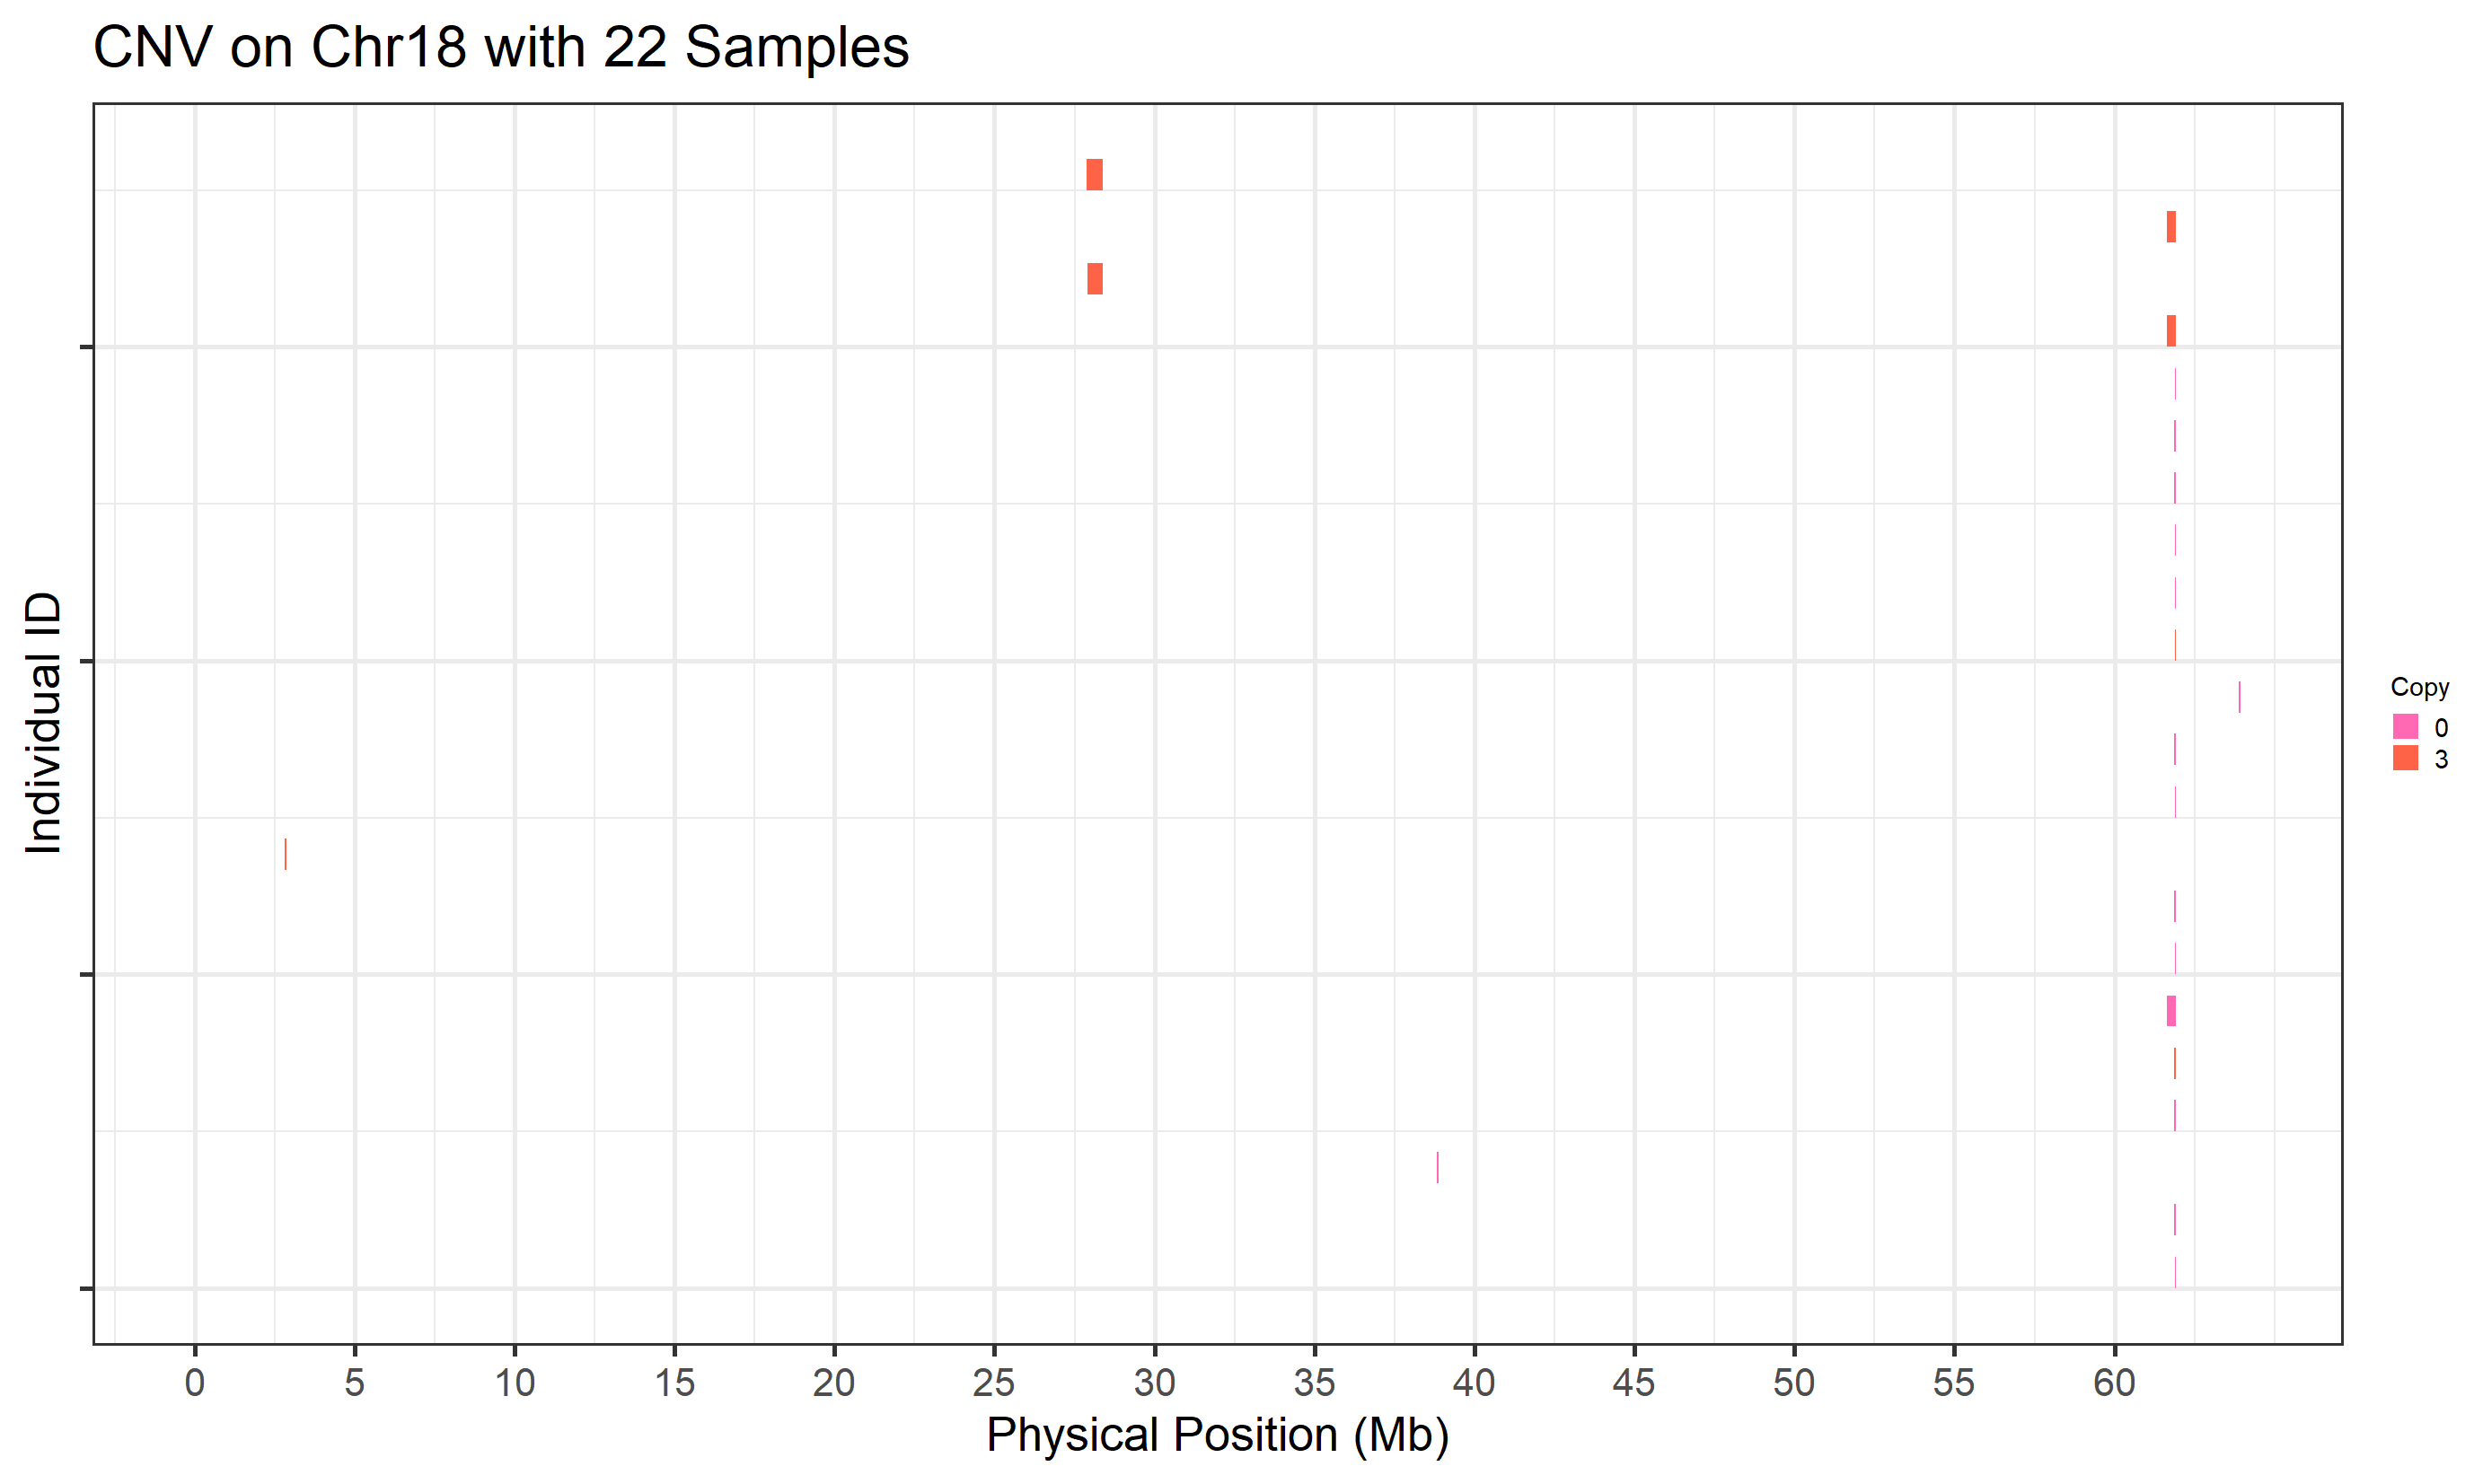 CNV on Chr18 with 22 Samples
Individual ID
Copy
0
3
0 5 10 15 20 25 30 35 40 45 50 55 60
Physical Position (Mb)